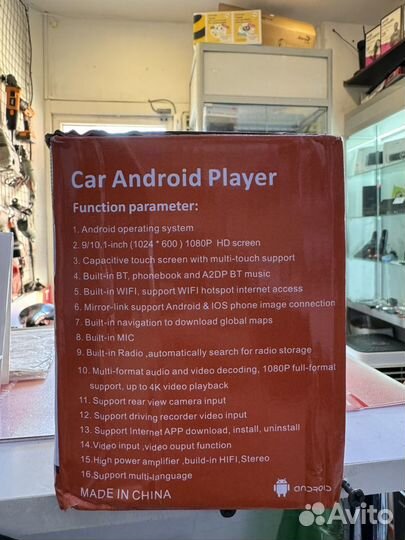 Car Android Player
Function parameter:
1. Android operating system
2. 9/10,1-inch (1024 * 600 ) 1080P HD screen
3. Capacitive touch screen with multi-touch support
4. Built-in BT, phonebook and A2DP BT music
5. Built-in WIFI, support WIFI hotspot internet access
6. Mirror-link support Android & IOS phone image connection
7. Built-in navigation to download global maps
8. Built-in MIC
9. Built-in Radio ,automatically search for radio storage
10. Multi-format audio and video decoding, 1080P full-format
support, up to 4K video playback
11. Support rear view camera input
12. Support driving recorder video input
13. Support Internet APP download, install, uninstall
14. Video input ,video ouput function
15. High power amplifier ,build-in HIFI,Stereo
16. Support multi-language
MADE IN CHINA
android
Avito